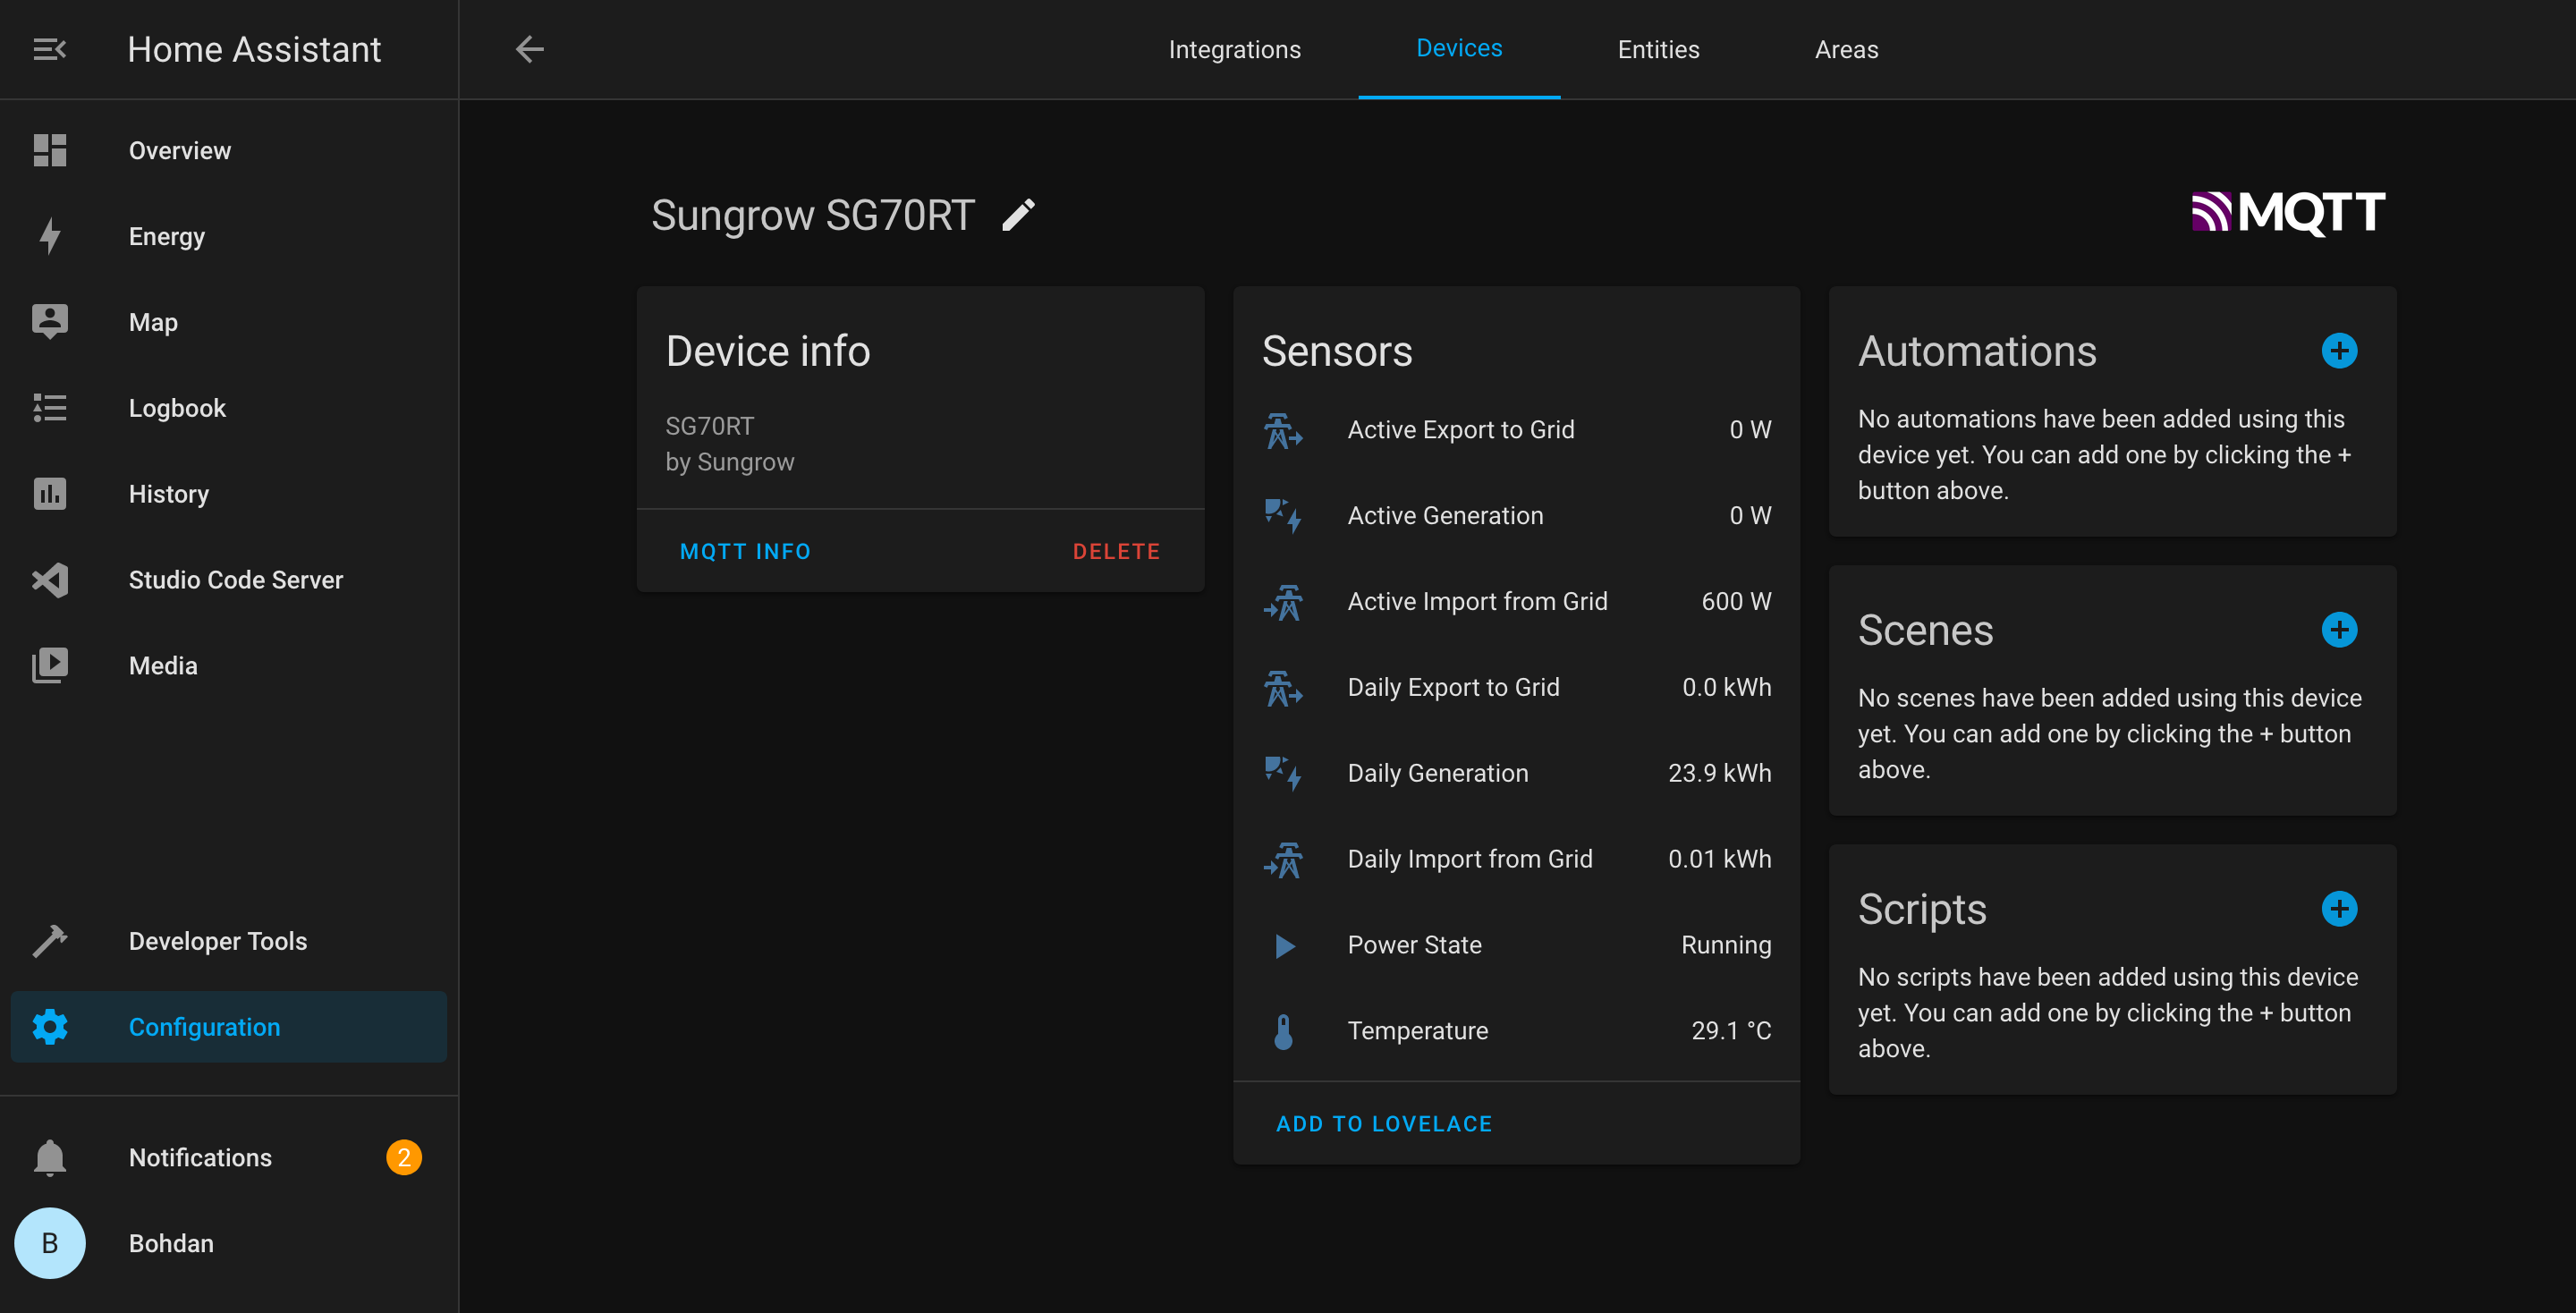 Home Assistant
Overview
Energy
Map
Logbook
History
Studio Code Server
Media
Developer Tools
Configuration
Notifications
2
B
Bohdan
Integrations
Devices
Entities
Areas
Sungrow SG70RT
MQTT
Device info
SG70RT
by Sungrow
MQTT INFO
DELETE
Sensors
Active Export to Grid 0 W
Active Generation 0 W
Active Import from Grid 600 W
Daily Export to Grid 0.0 kWh
Daily Generation 23.9 kWh
Daily Import from Grid 0.01 kWh
Power State Running
Temperature 29.1 °C
ADD TO LOVELACE
Automations
No automations have been added using this
device yet. You can add one by clicking the +
button above.
Scenes
No scenes have been added using this device
yet. You can add one by clicking the + button
above.
Scripts
No scripts have been added using this device
yet. You can add one by clicking the + button
above.